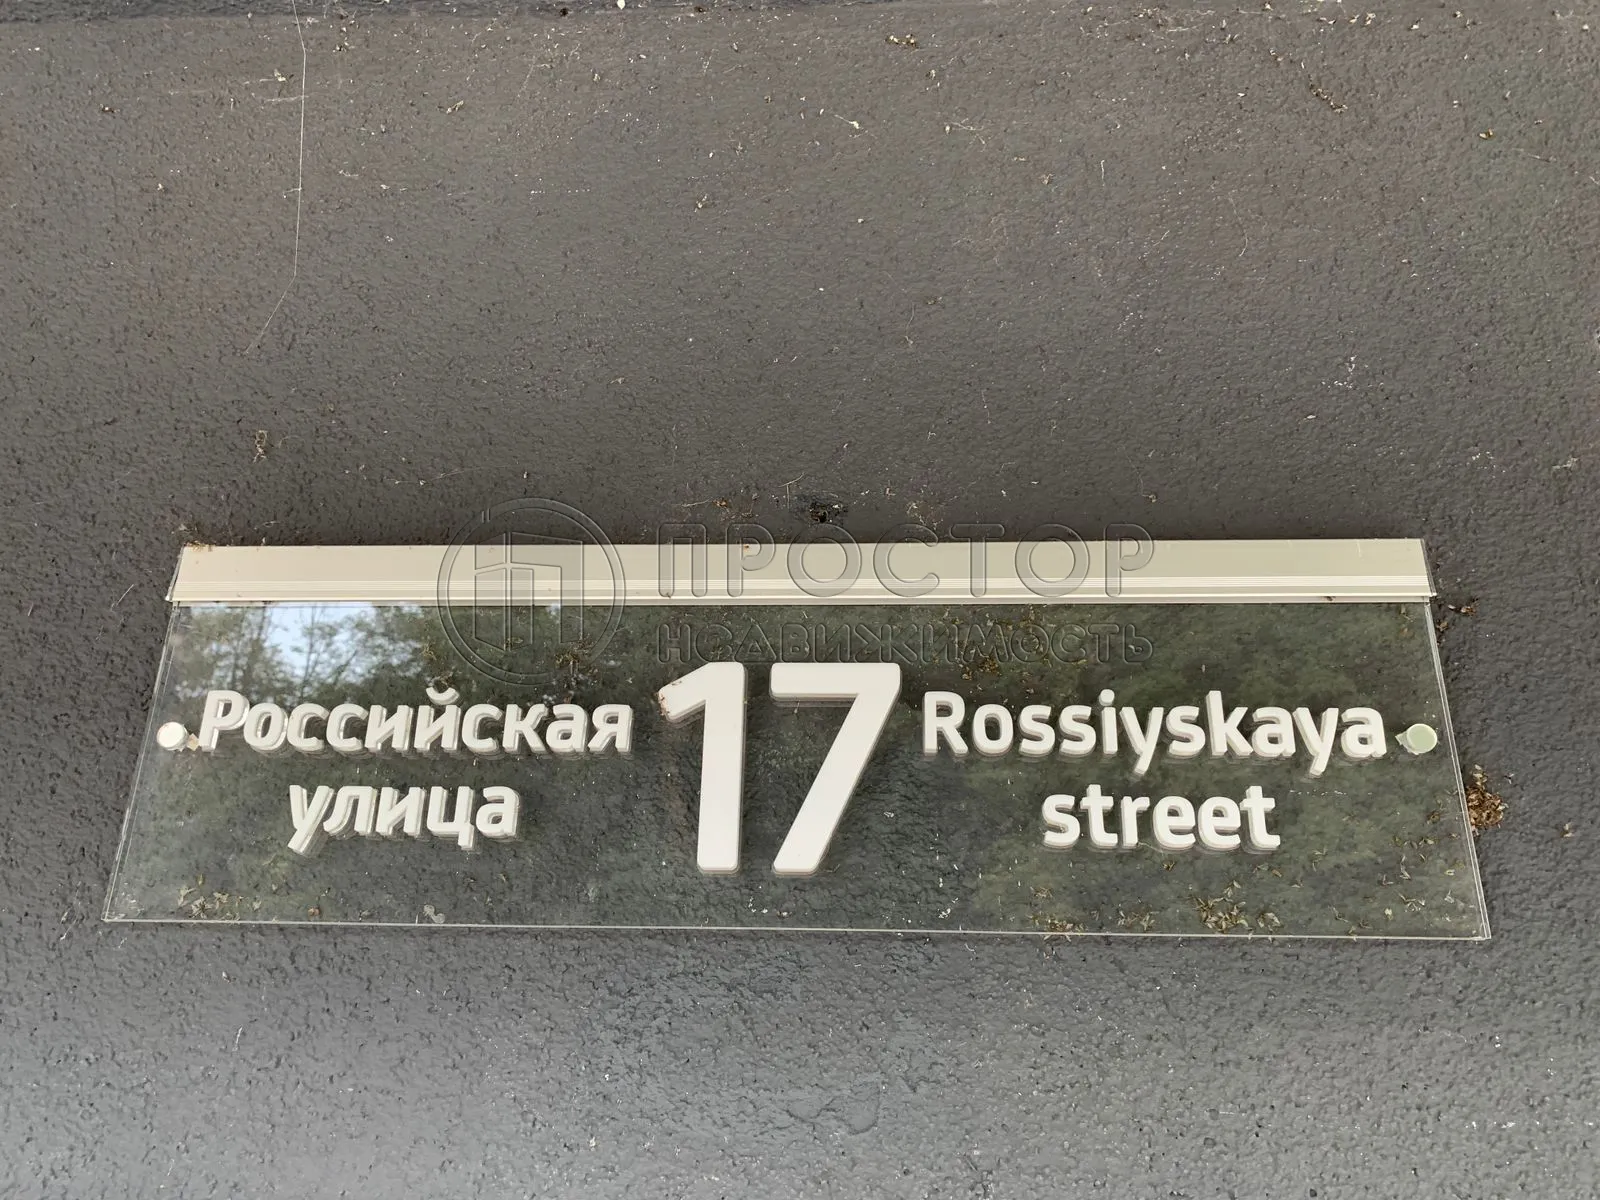 ПРОСТОР
НЕДВИЖИМОСТЬ
Российская
улица
17
Rossiyskaya
street